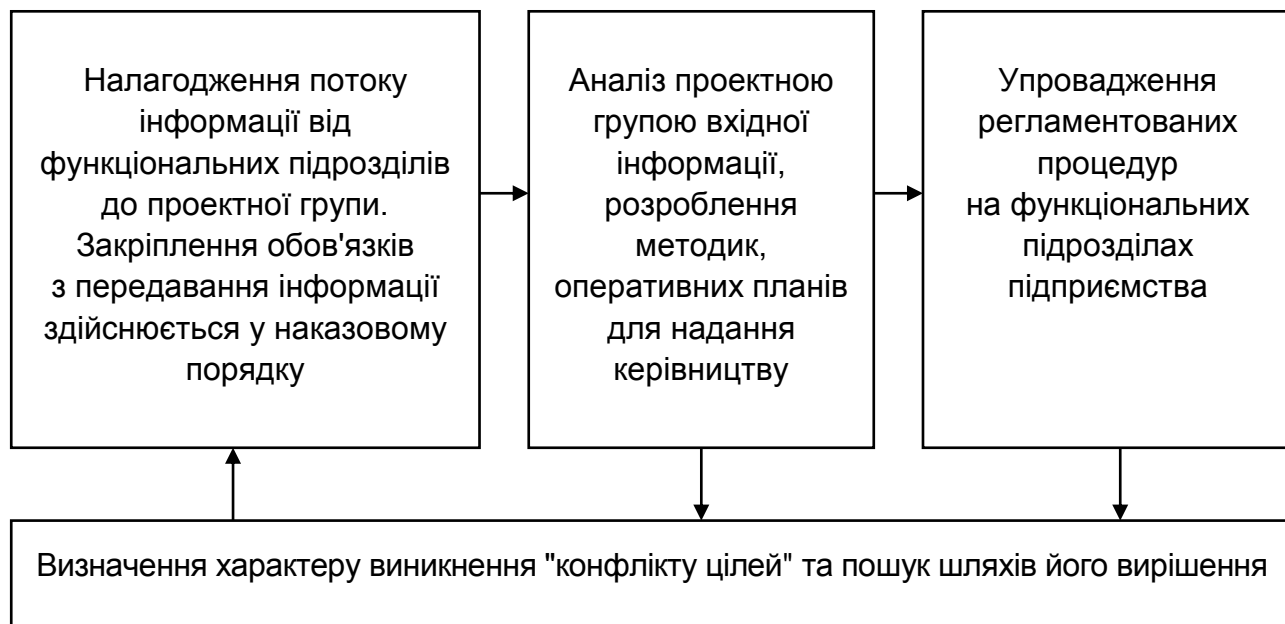 Налагодження потоку
інформації від
функціональних підрозділів
до проектної групи.
Закріплення обов'язків
з передавання інформації
здійснюється у наказовому
порядку
Аналіз проектною
групою вхідної
інформації,
розроблення
методик,
оперативних планів
для надання
керівництву
Упровадження
регламентованих
процедур
на функціональних
підрозділах
підприємства
Визначення характеру виникнення "конфлікту цілей" та пошук шляхів його вирішення